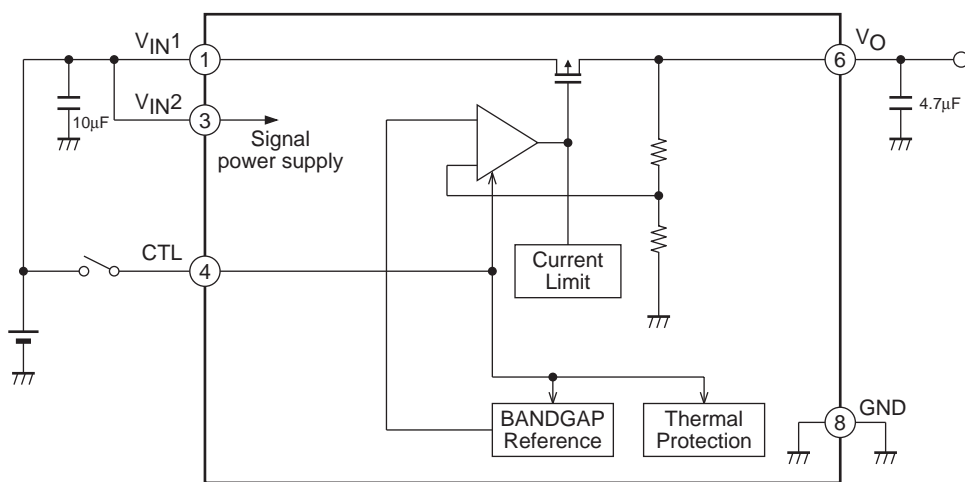 VIN1
1
VO
6
10µF
VIN2
3
Signal
power supply
4.7µF
CTL
4
Current
Limit
BANDGAP
Reference
Thermal
Protection
GND
8